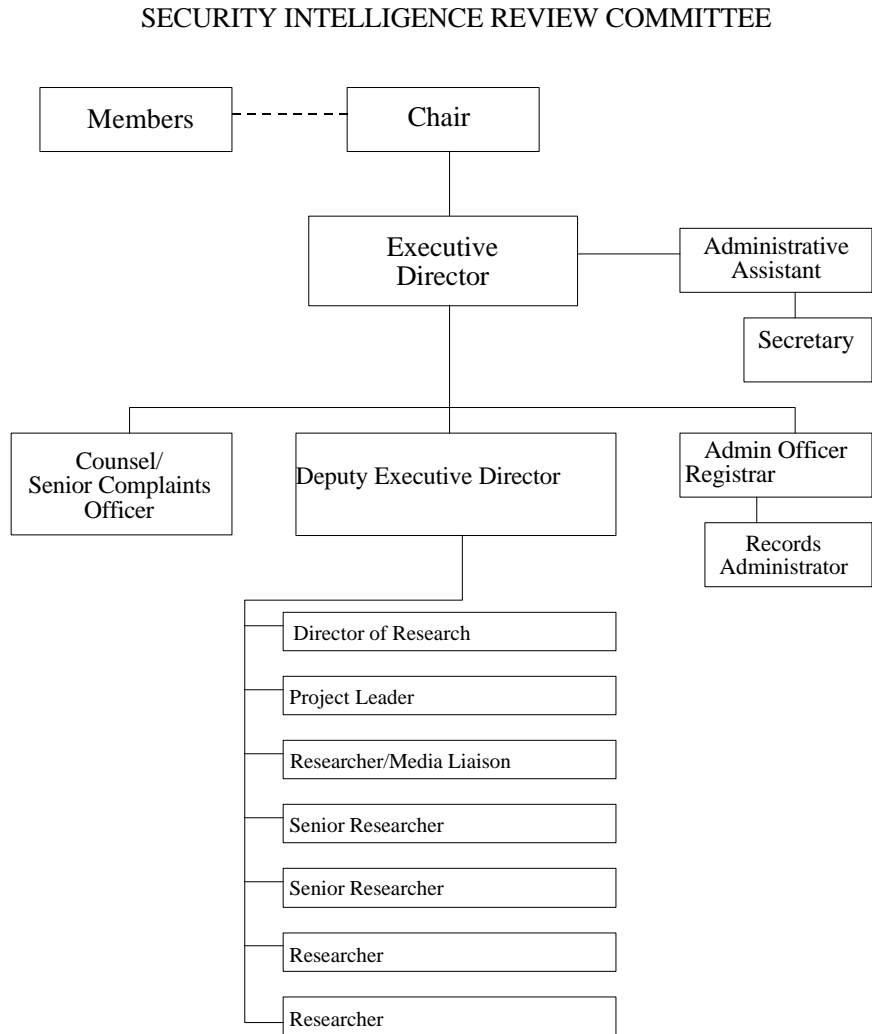 SECURITY INTELLIGENCE REVIEW COMMITTEE
Members
Chair
Executive
Director
Administrative
Assistant
Secretary
Counsel/
Senior Complaints
Officer
Deputy Executive Director
Admin Officer
Registrar
Records
Administrator
Director of Research
Project Leader
Researcher/Media Liaison
Senior Researcher
Senior Researcher
Researcher
Researcher